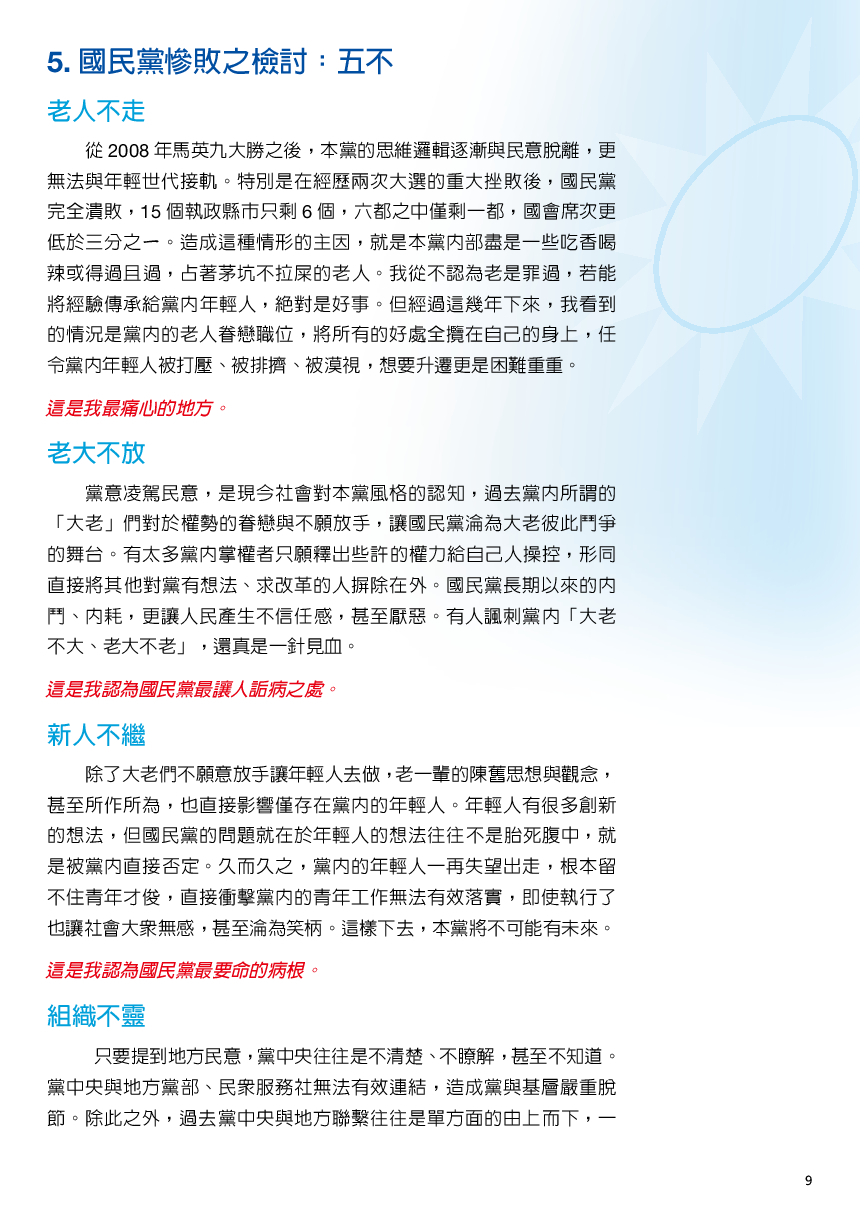 5. 國民黨慘敗之檢討：五不
老人不走
從 2008 年馬英九大勝之後，本黨的思維邏輯逐漸與民意脫離，更
無法與年輕世代接軌。特別是在經歷兩次大選的重大挫敗後，國民黨
完全潰敗，15 個執政縣市只剩 6 個，六都之中僅剩一都，國會席次更
低於三分之一。造成這種情形的主因，就是本黨內部盡是一些吃香喝
辣或得過且過，占著茅坑不拉屎的老人。我從不認為老是罪過，若能
將經驗傳承給黨內年輕人，絕對是好事。但經過這幾年下來，我看到
的情況是黨內的老人眷戀職位，將所有的好處全攬在自己的身上，任
令黨內年輕人被打壓、被排擠、被漠視，想要升遷更是困難重重。
這是我最痛心的地方。
老大不放
黨意凌駕民意，是現今社會對本黨風格的認知，過去黨內所謂的
「大老」們對於權勢的眷戀與不願放手，讓國民黨淪為大老彼此鬥爭
的舞台。有太多黨內掌權者只願釋出些許的權力給自己人操控，形同
直接將其他對黨有想法、求改革的人摒除在外。國民黨長期以來的內
鬥、內耗，更讓人民產生不信任感，甚至厭惡。有人諷刺黨內「大老
不大、老大不老」，還真是一針見血。
這是我認為國民黨最讓人詬病之處。
新人不繼
除了大老們不願意放手讓年輕人去做，老一輩的陳舊思想與觀念，
甚至所作所為，也直接影響僅存在黨內的年輕人。年輕人有很多創新
的想法，但國民黨的問題就在於年輕人的想法往往不是胎死腹中，就
是被黨內直接否定。久而久之，黨內的年輕人一再失望出走，根本留
不住青年才俊，直接衝擊黨內的青年工作無法有效落實，即使執行了
也讓社會大眾無感，甚至淪為笑柄。這樣下去，本黨將不可能有未來。
這是我認為國民黨最要命的病根。
組織不靈
只要提到地方民意，黨中央往往是不清楚、不瞭解，甚至不知道。
黨中央與地方黨部、民眾服務社無法有效連結，造成黨與基層嚴重脫
節。除此之外，過去黨中央與地方聯繫往往是單方面的由上而下，一
9